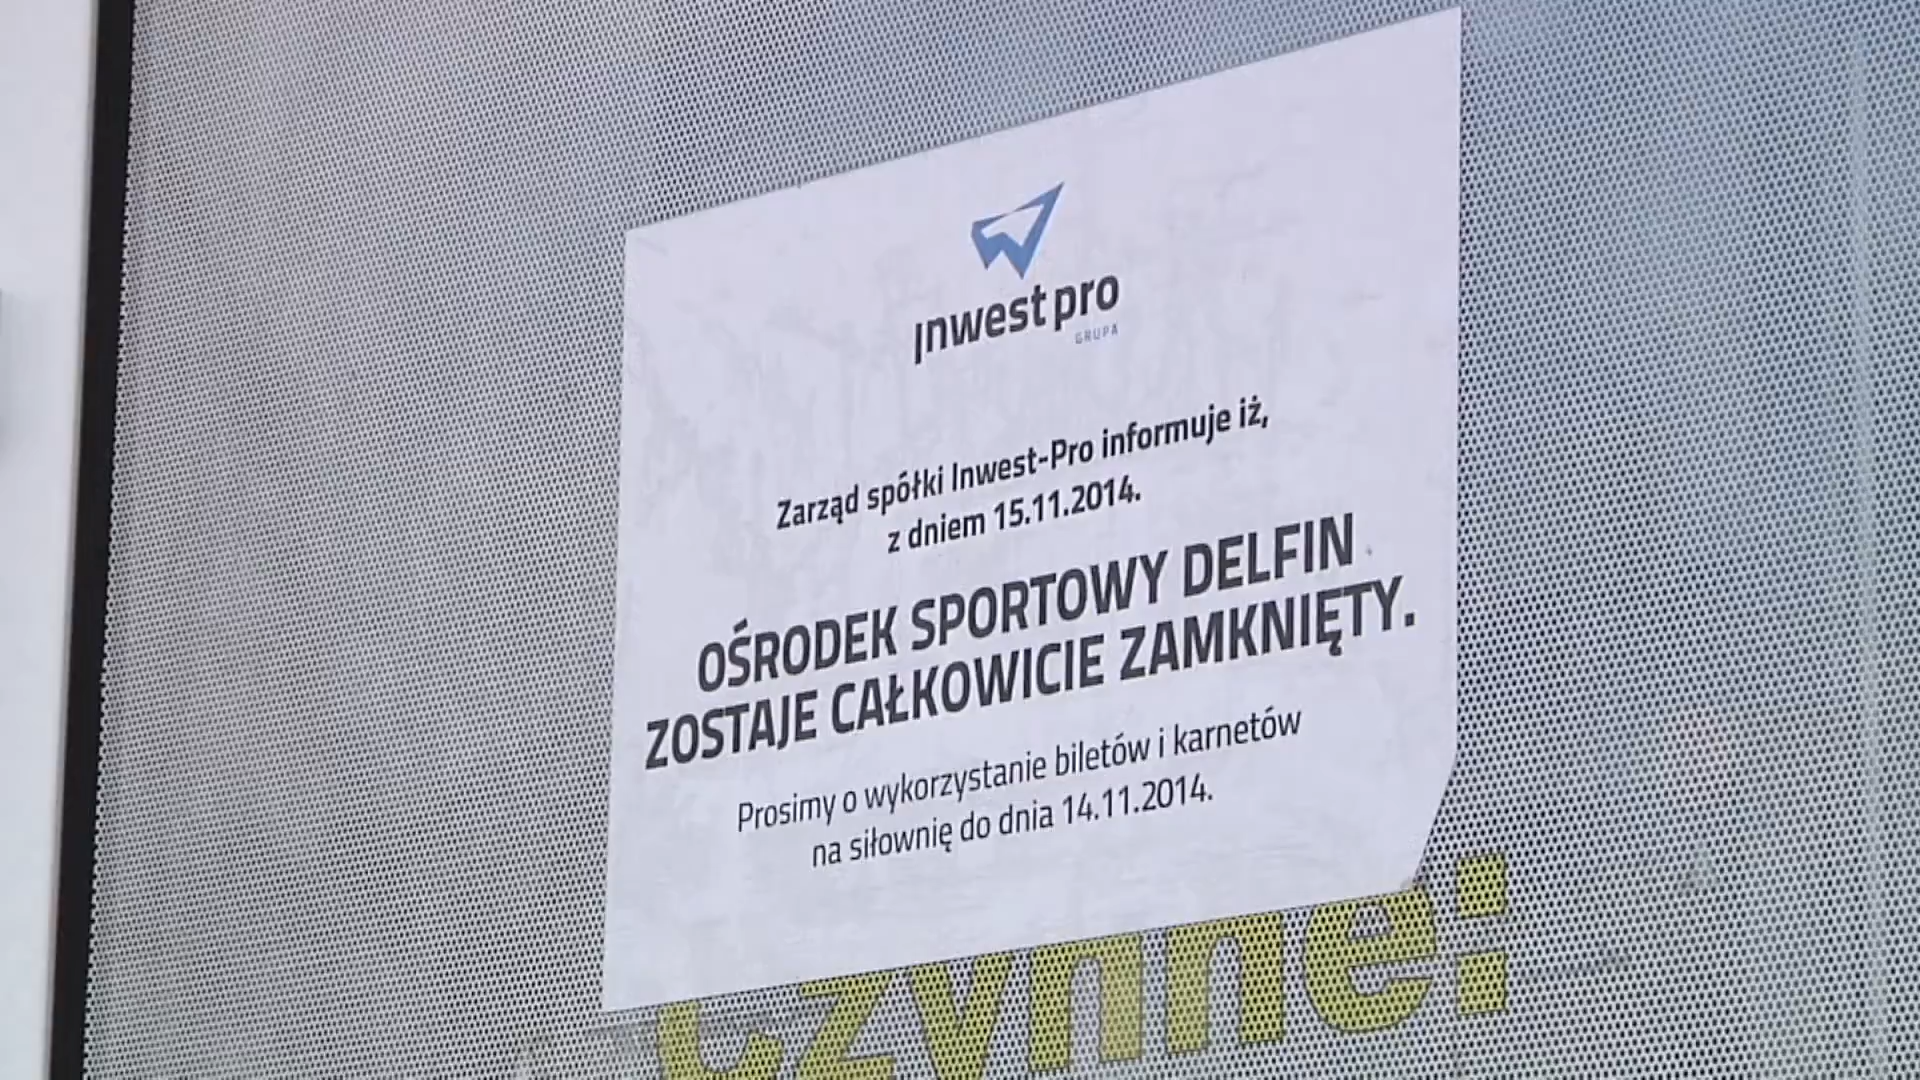 ınwest pro
GRUPA
Zarząd spółki Inwest-Pro informuje iż,
z dniem 15.11.2014.
OŚRODEK SPORTOWY DELFIN
ZOSTAJE CAŁKOWICIE ZAMKNIĘTY.
Prosimy o wykorzystanie biletów i karnetów
na siłownię do dnia 14.11.2014.
czynne: